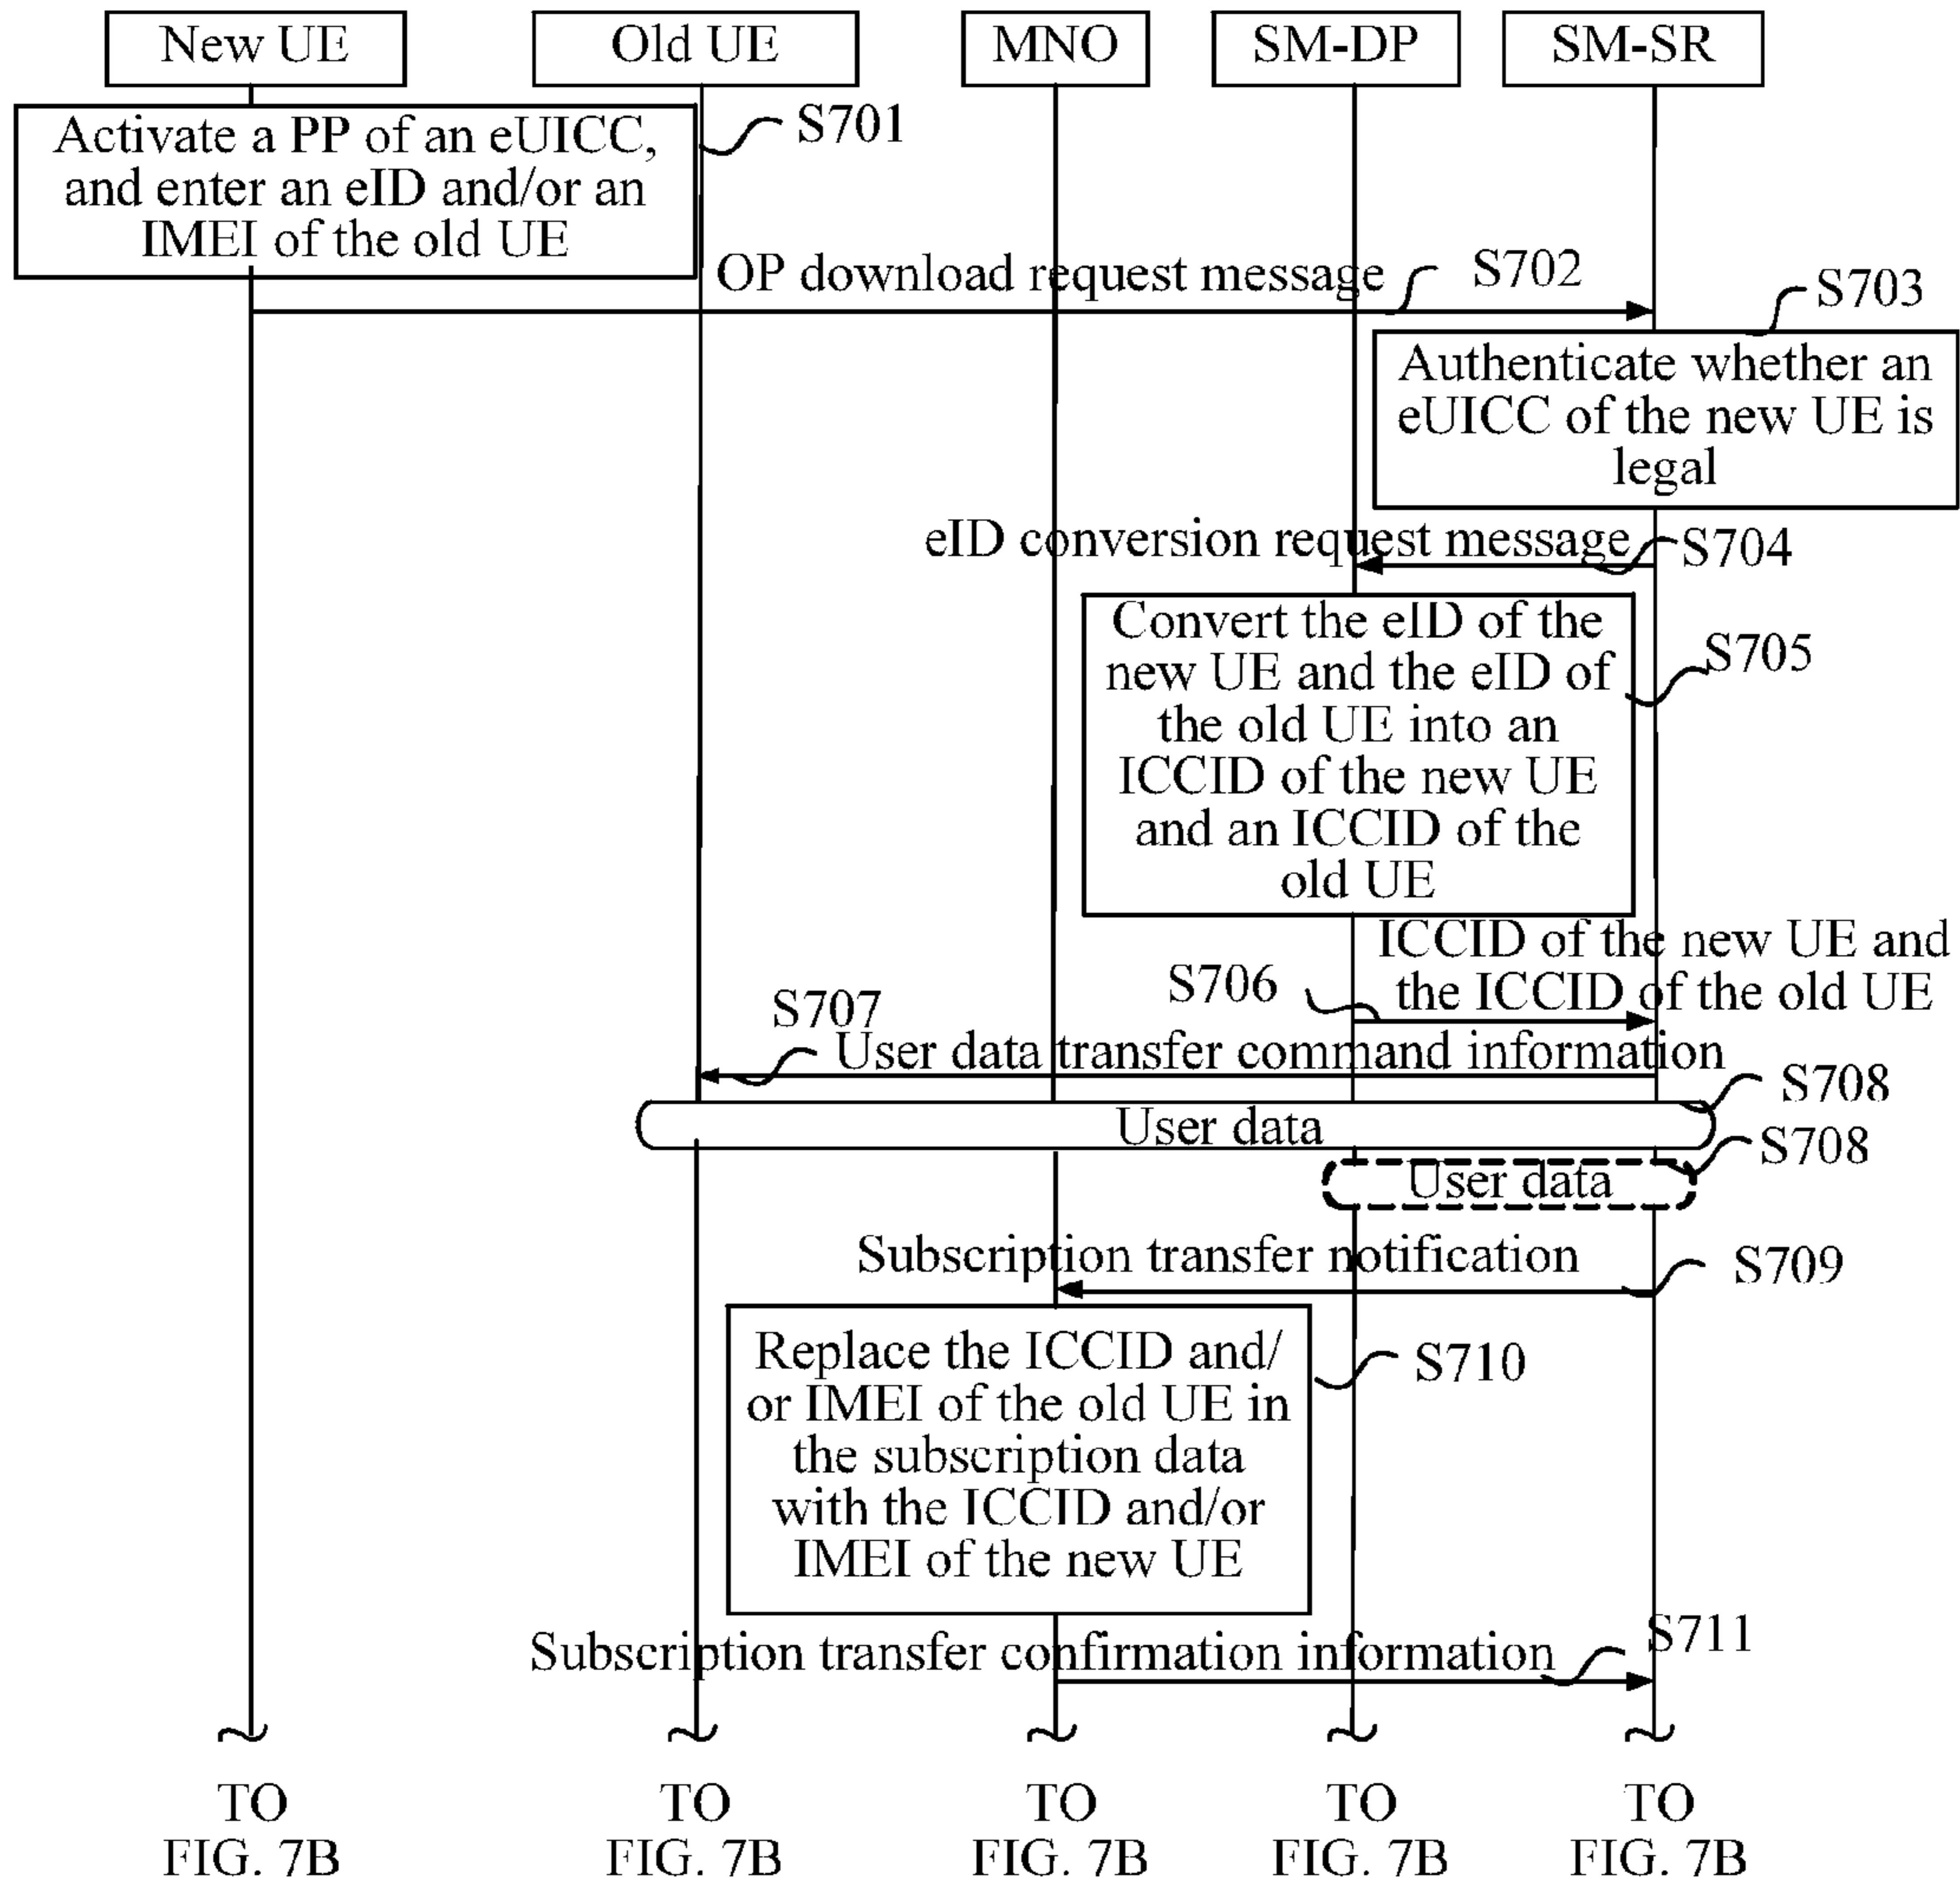 New UE
Old UE
MNO
SM-DP
SM-SR
Activate a PP of an eUICC,
and enter an eID and/or an
IMEI of the old UE
S701
OP download request message
S702
S703
Authenticate whether an
eUICC of the new UE is
legal
eID conversion request message
S704
Convert the eID of the
new UE and the eID of
the old UE into an
ICCID of the new UE
and an ICCID of the
old UE
S705
ICCID of the new UE and
the ICCID of the old UE
S706
S707
User data transfer command information
S708
User data
S708
User data
Subscription transfer notification
S709
Replace the ICCID and/
or IMEI of the old UE in
the subscription data
with the ICCID and/or
IMEI of the new UE
S710
Subscription transfer confirmation information
S711
TO
FIG. 7B
TO
FIG. 7B
TO
FIG. 7B
TO
FIG. 7B
TO
FIG. 7B